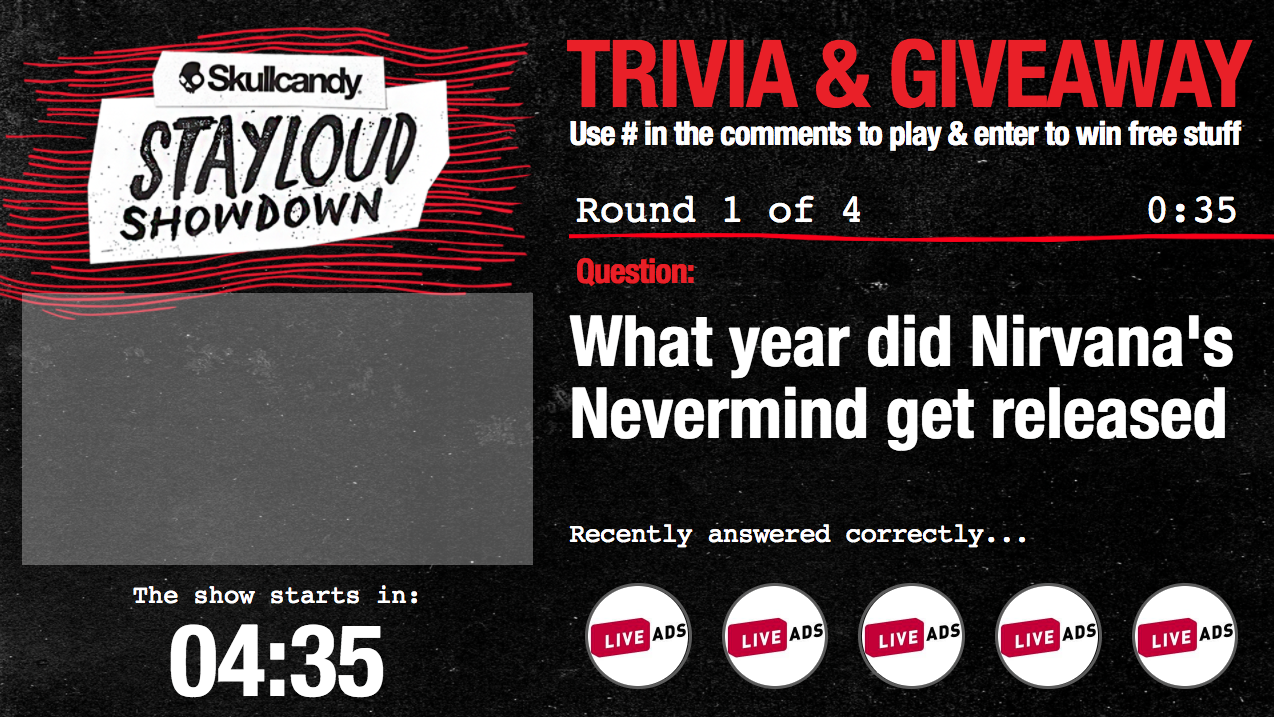 Skullcandy.
STAY LOUD
SHOWDOWN
TRIVIA & GIVEAWAY
Use # in the comments to play & enter to win free stuff
Round 1 of 4
0:35
Question:
What year did Nirvana's
Nevermind get released
Recently answered correctly...
LIVE ADS
LIVE ADS
LIVE ADS
LIVE ADS
LIVE ADS
The show starts in:
04:35